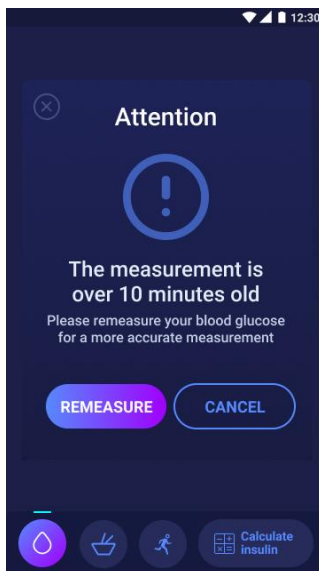 12:30
Attention
The measurement is
over 10 minutes old
Please remeasure your blood glucose
for a more accurate measurement
REMEASURE
CANCEL
Calculate
insulin